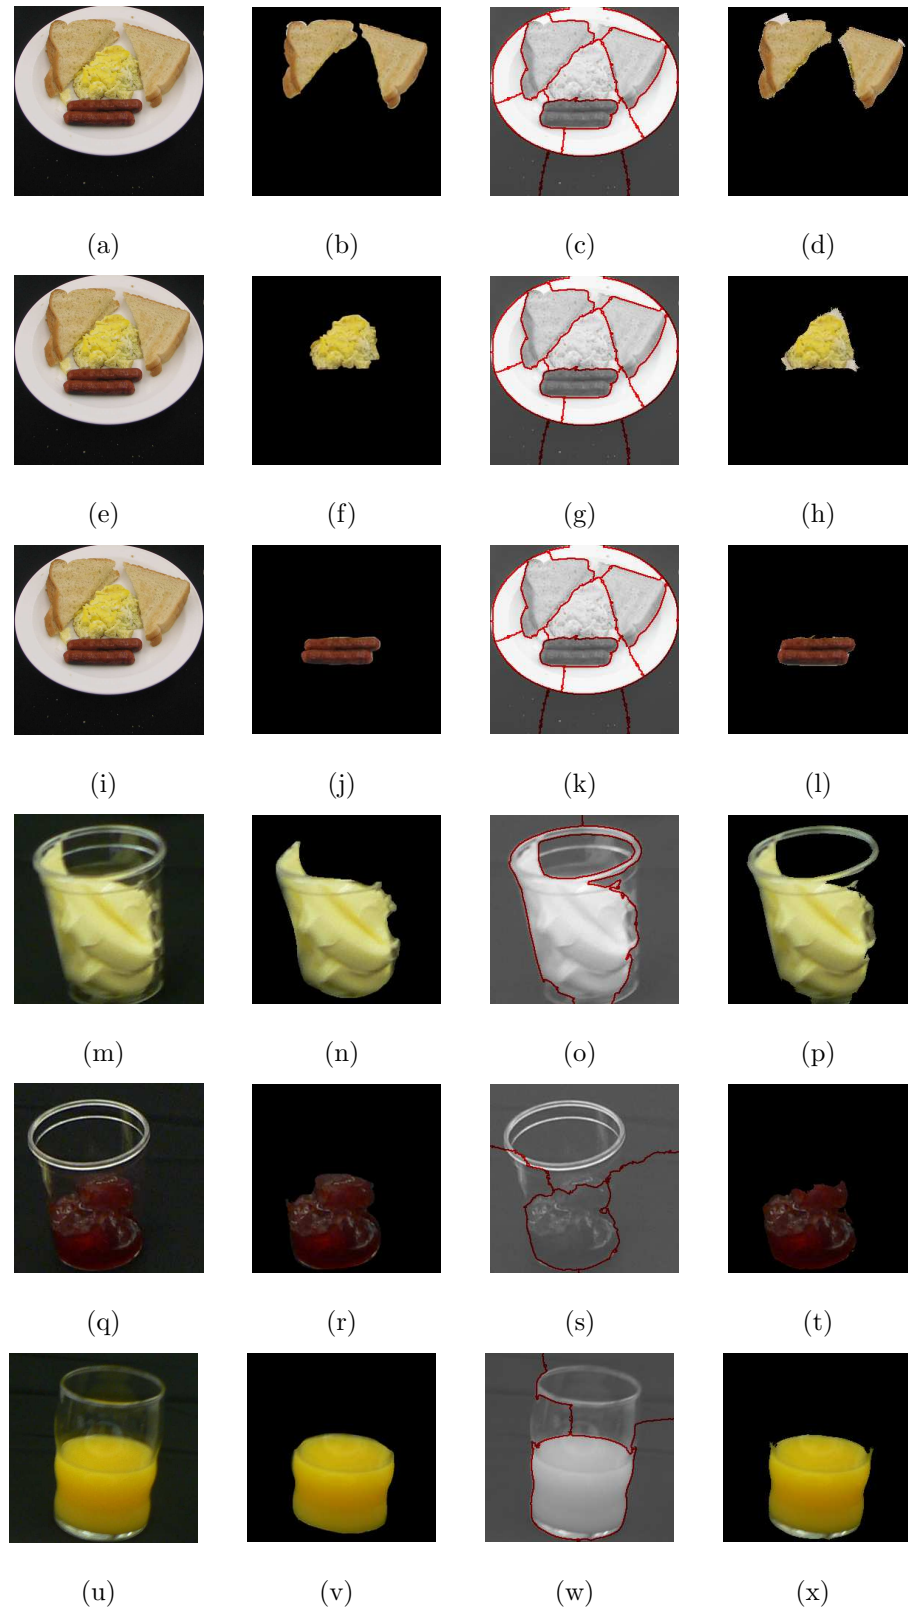 (a) (b) (c) (d)
(e) (f) (g) (h)
(i) (j) (k) (l)
(m) (n) (o) (p)
(q) (r) (s) (t)
(u) (v) (w) (x)